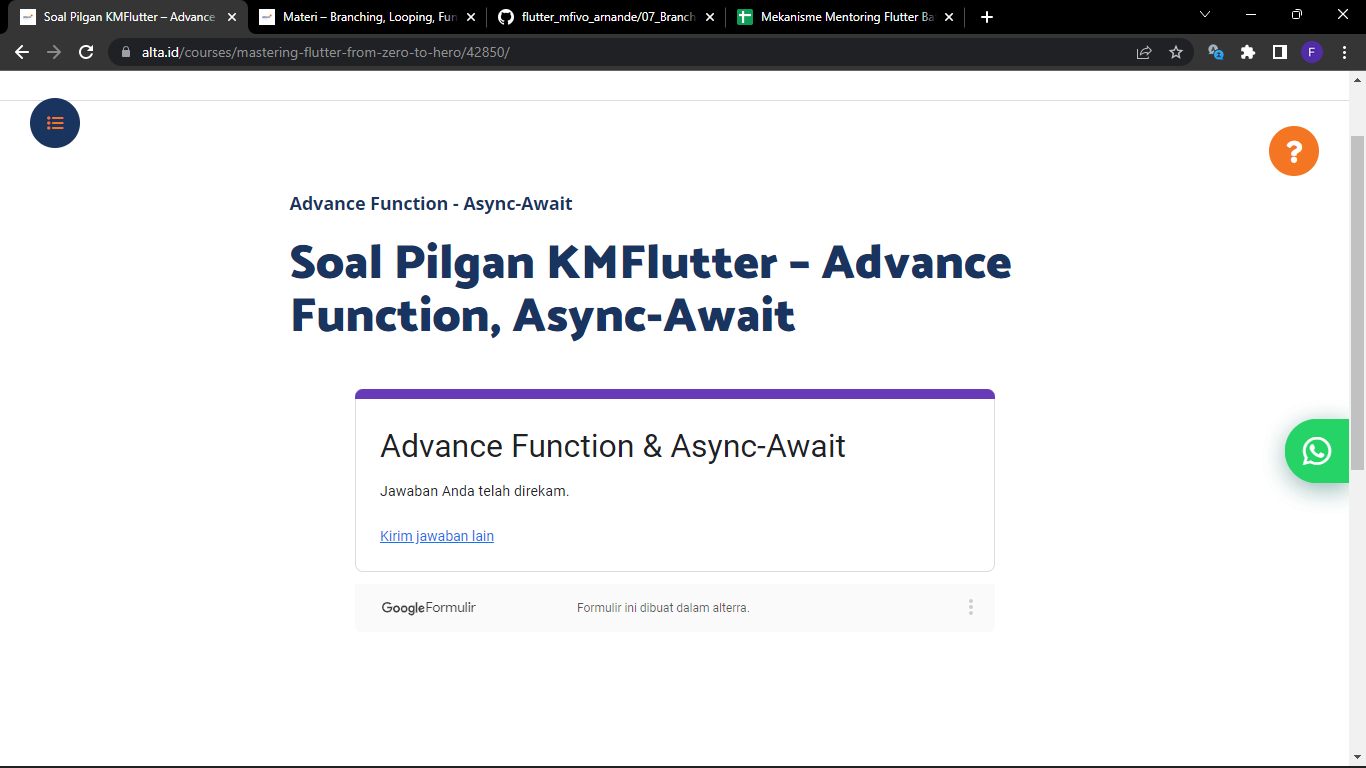 Soal Pilgan KMFlutter – Advance
Materi – Branching, Looping, Fun
flutter_mfivo_arnande/07_Branch
Mekanisme Mentoring Flutter Ba
alta.id/courses/mastering-flutter-from-zero-to-hero/42850/
F
?
Advance Function - Async-Await
Soal Pilgan KMFlutter – Advance
Function, Async-Await
Advance Function & Async-Await
Jawaban Anda telah direkam.
Kirim jawaban lain
Google Formulir
Formulir ini dibuat dalam alterra.